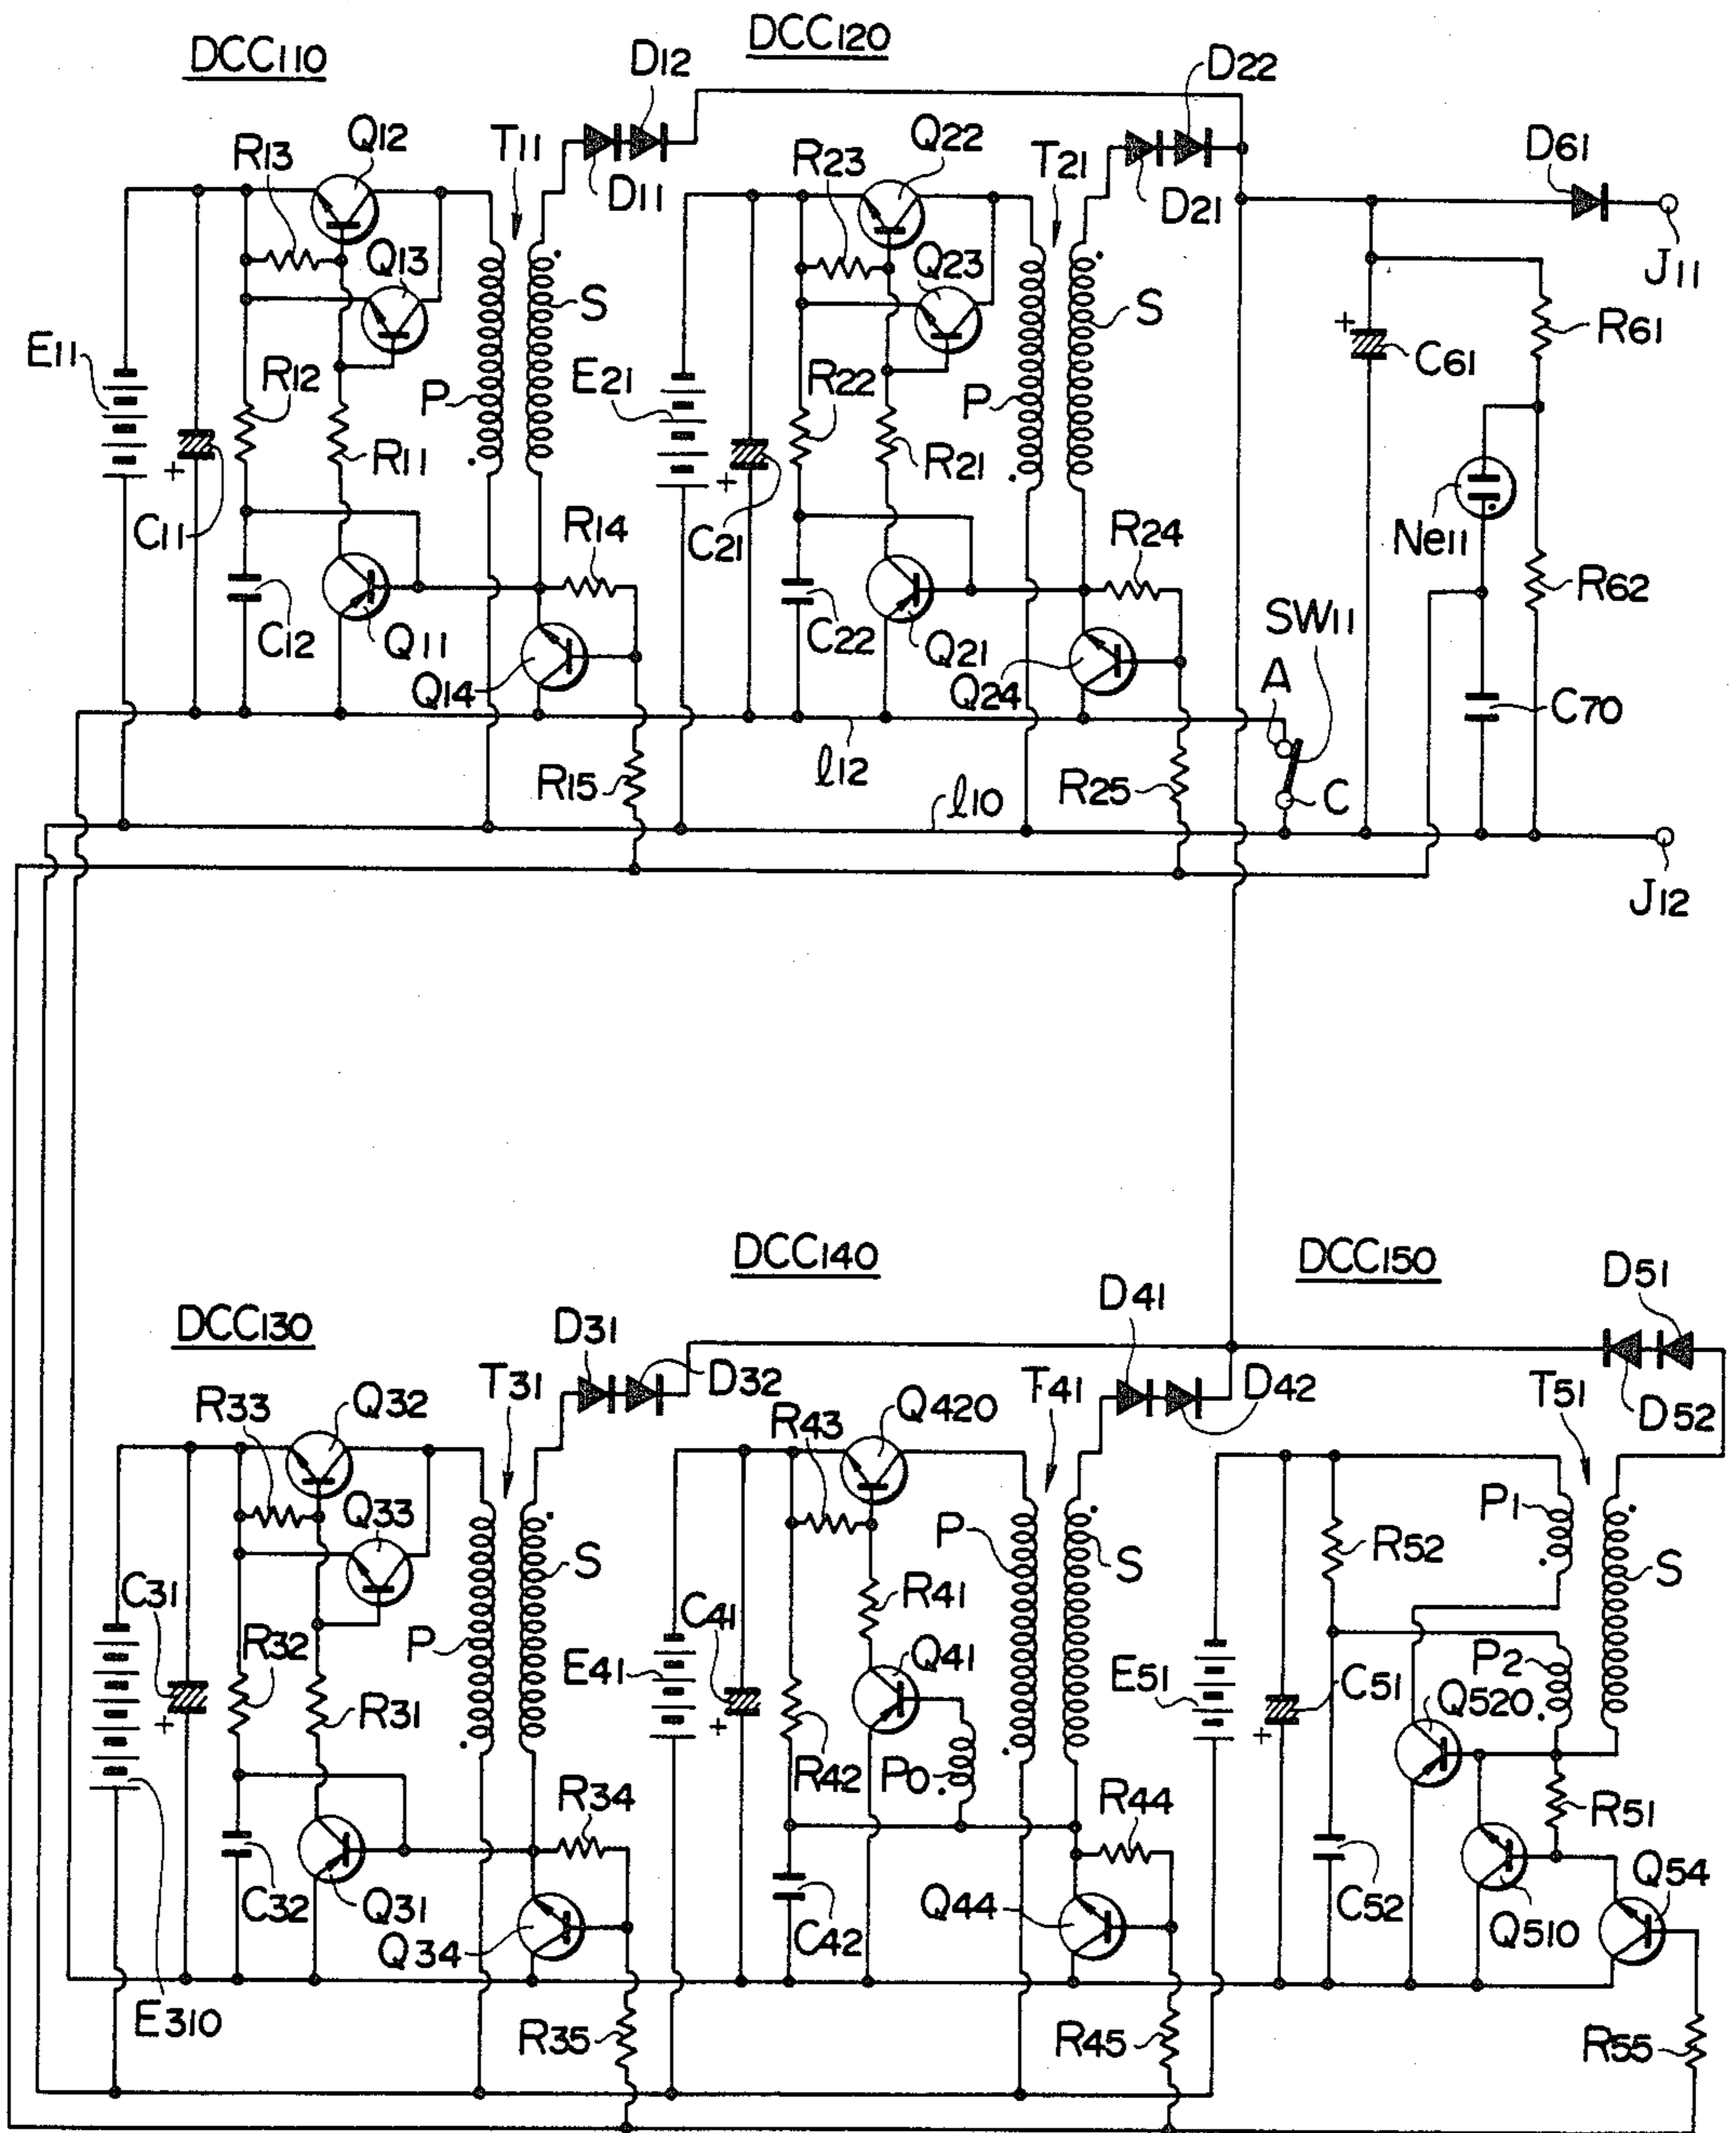 DCC110
DCC120
D12
D22
R13
Q12
T11
D11
R23
Q22
T21
D21
D61
J11
Q13
S
Q23
S
+
C61
R61
E11
R12
P
E21
R22
P
+
R11
+
R21
C11
R14
C21
R24
Ne11
R62
SW11
C12
Q11
Q14
C22
Q21
Q24
A
C70
R15
l12
l10
R25
C
J12
DCC140
DCC150
D41
D51
DCC130
D31
D32
T31
T41
D42
T51
D52
R33
Q32
R43
Q420
Q33
P
S
P1
R52
S
C31
R32
P
S
R41
C41
E41
Q41
E51
P2
C51
Q520
+
R31
+
+
R42
P0
R34
R44
R51
C32
Q31
Q34
C42
Q44
C52
Q510
Q54
E310
R35
R45
R55